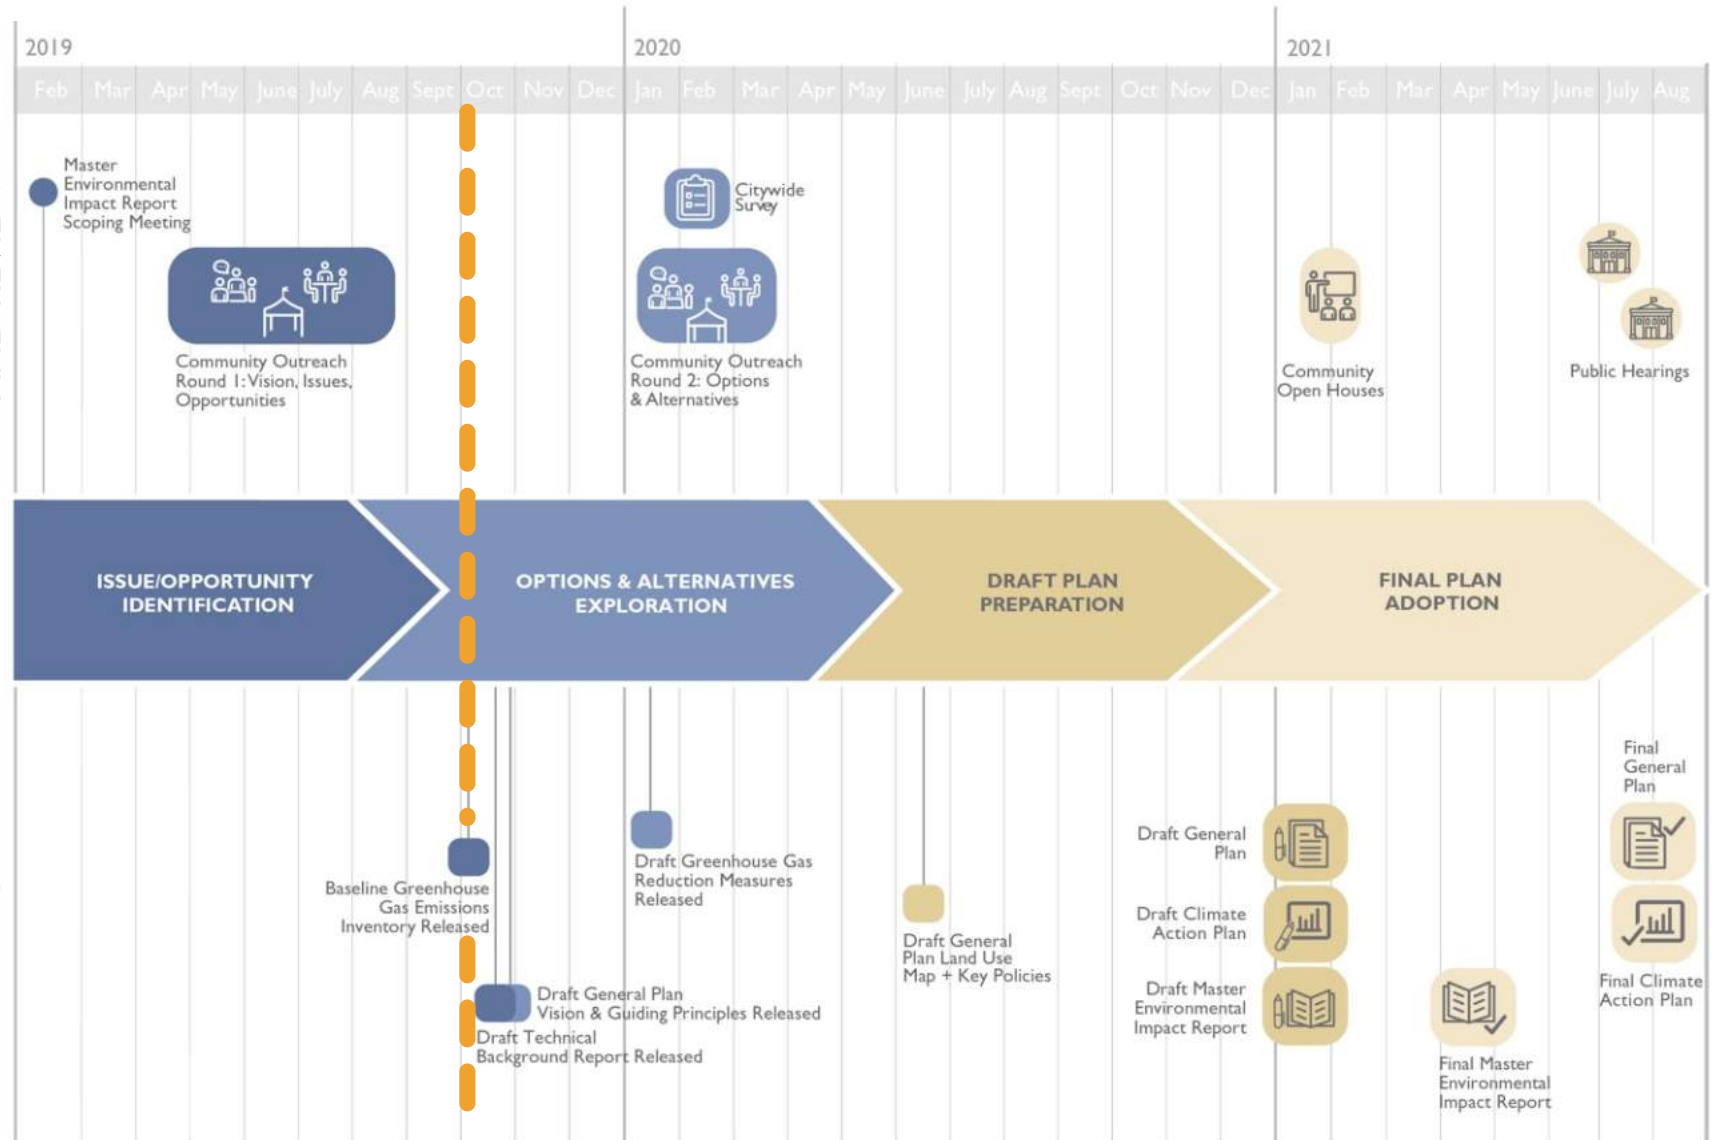 2019
2020
2021
Feb Mar Apr May June July Aug Sept Oct Nov Dec Jan Feb Mar Apr May June July Aug Sept Oct Nov Dec Jan Feb Mar Apr May June July Aug
Master
Environmental
Impact Report
Scoping Meeting
Community Outreach
Round 1: Vision, Issues,
Opportunities
Citywide
Survey
Community Outreach
Round 2: Options
& Alternatives
Community
Open Houses
Public Hearings
ISSUE/OPPORTUNITY
IDENTIFICATION
OPTIONS & ALTERNATIVES
EXPLORATION
DRAFT PLAN
PREPARATION
FINAL PLAN
ADOPTION
Baseline Greenhouse
Gas Emissions
Inventory Released
Draft General Plan
Vision & Guiding Principles Released
Draft Technical
Background Report Released
Draft Greenhouse Gas
Reduction Measures
Released
Draft General
Plan Land Use
Map + Key Policies
Draft General
Plan
Draft Climate
Action Plan
Draft Master
Environmental
Impact Report
Final Master
Environmental
Impact Report
Final
General
Plan
Final Climate
Action Plan